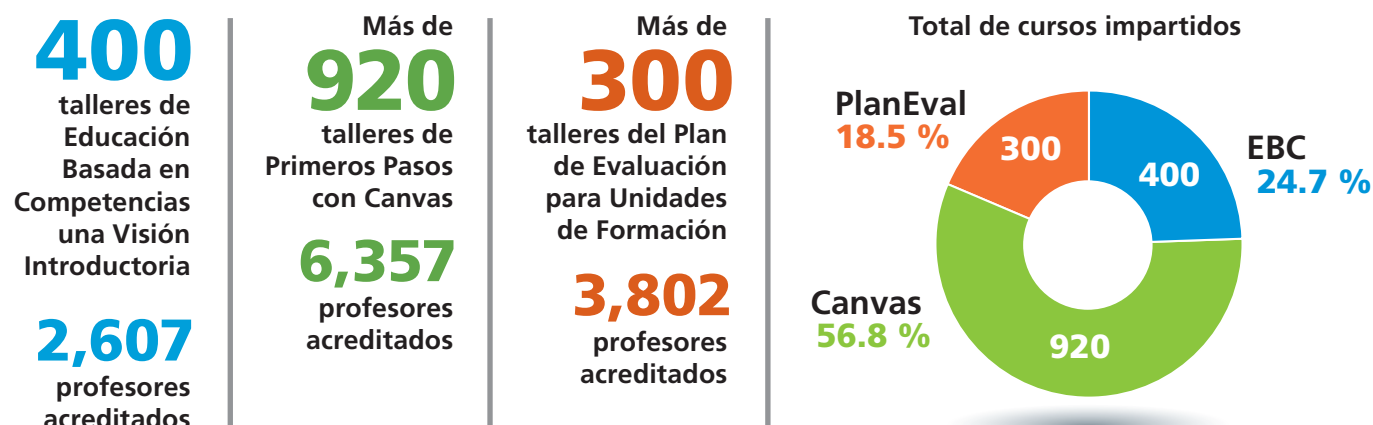 400
talleres de
Educación
Basada en
Competencias
una Visión
Introductoria
2,607
profesores
acreditados
Más de
920
talleres de
Primeros Pasos
con Canvas
6,357
profesores
acreditados
Más de
300
talleres del Plan
de Evaluación
para Unidades
de Formación
3,802
profesores
acreditados
Total de cursos impartidos
PlanEval
18.5 %
300
400
EBC
24.7 %
Canvas
56.8 %
920